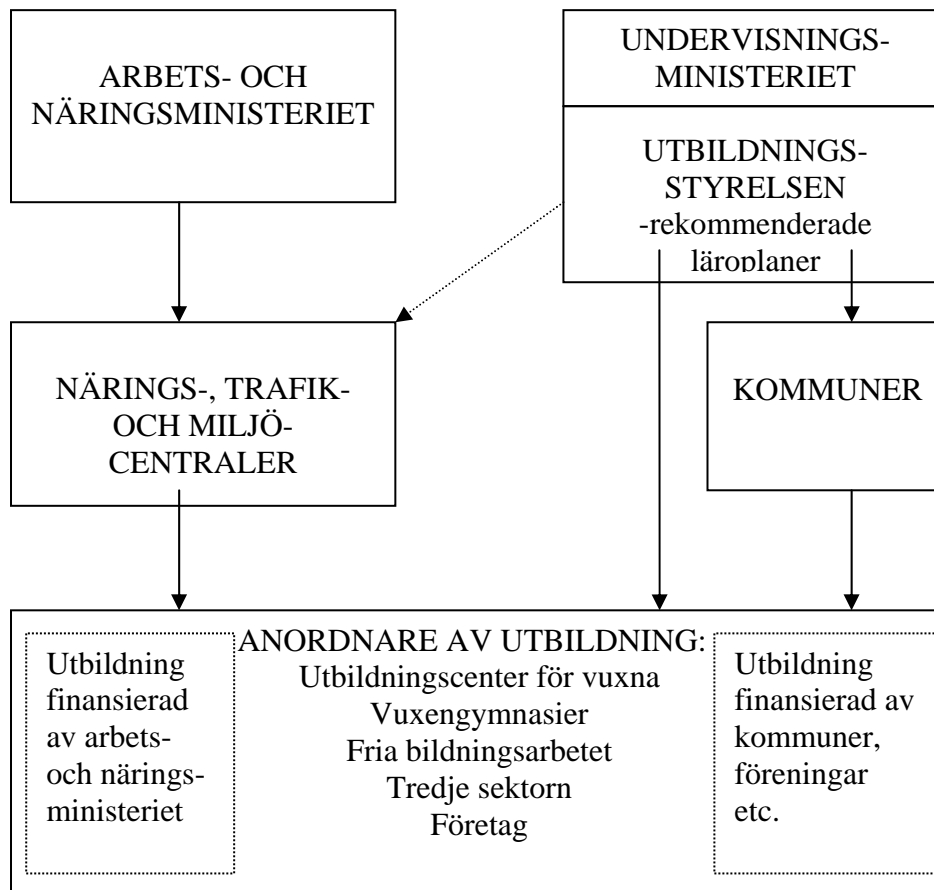 ARBETS- OCH
NÄRINGSMINISTERIET
UNDERVISNINGS-
MINISTERIET
UTBILDNINGS-
STYRELSEN
-rekommenderade
läroplaner
NÄRINGS-, TRAFIK-
OCH MILJÖ-
CENTRALER
KOMMUNER
ANORDNARE AV UTBILDNING:
Utbildningscenter för vuxna
Vuxengymnasier
Fria bildningsarbetet
Tredje sektorn
Företag
Utbildning
finansierad
av arbets-
och närings-
ministeriet
Utbildning
finansierad av
kommuner,
föreningar
etc.